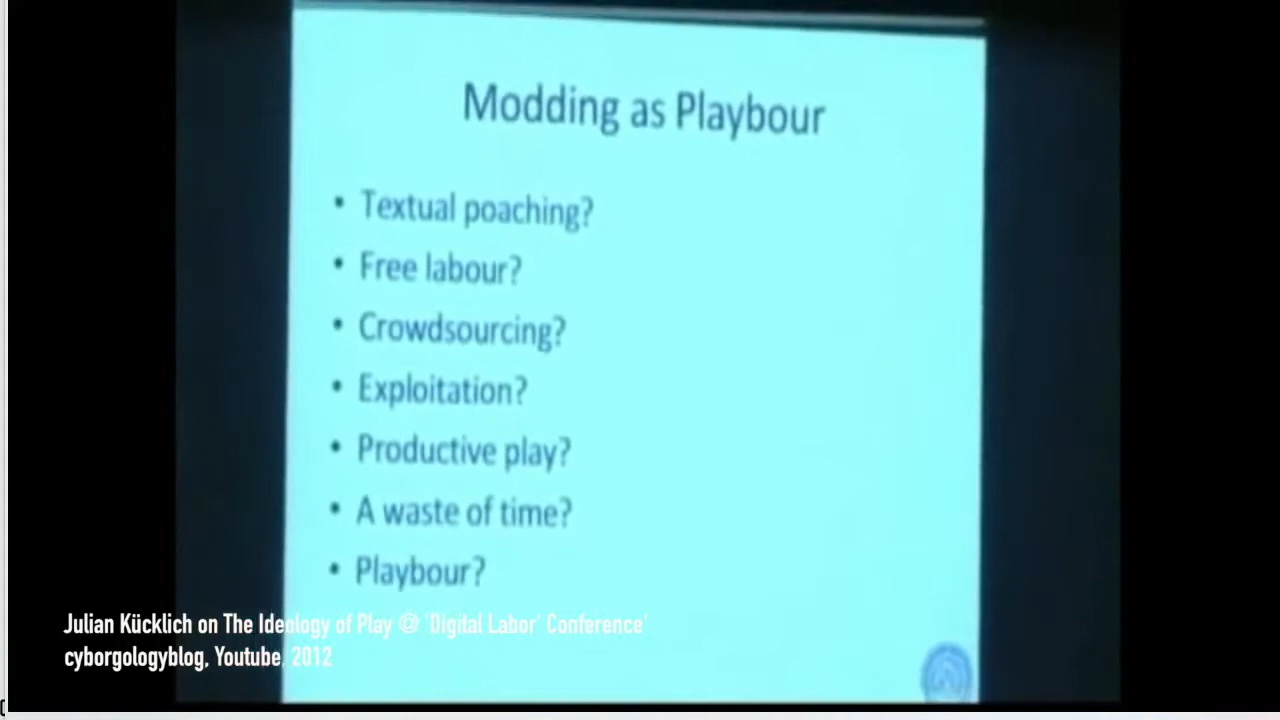 Modding as Playbour
• Textual poaching?
• Free labour?
• Crowdsourcing?
• Exploitation?
• Productive play?
• A waste of time?
• Playbour?
Julian Kücklich on The Ideology of Play @ 'Digital Labor' Conference'
cyborgologyblog, Youtube, 2012